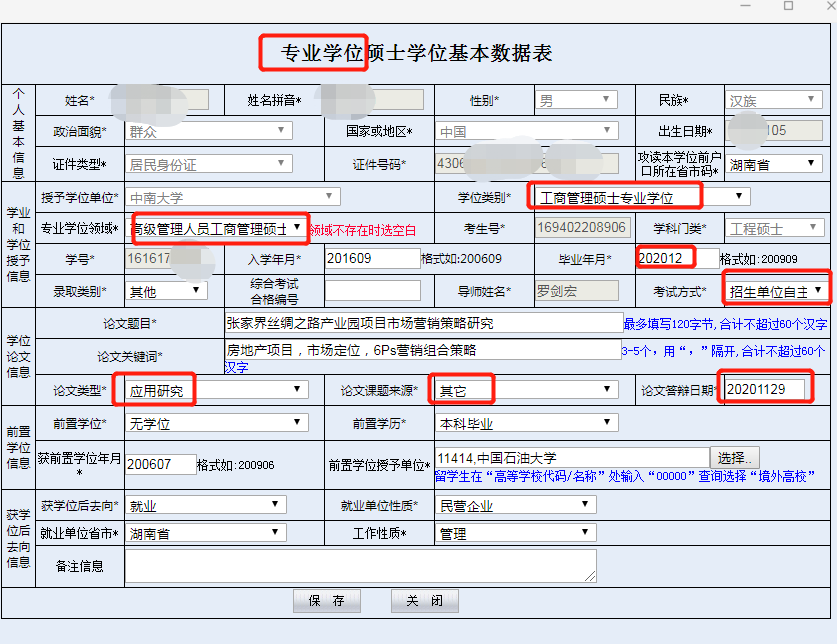 专业学位硕士学位基本数据表
个人基本信息
姓名*
姓名拼音*
性别* 男
民族* 汉族
政治面貌* 群众
国家或地区* 中国
出生日期* 105
证件类型* 居民身份证
证件号码* 4306
攻读本学位前户口所在省市码* 湖南省
学业和学位授予信息
授予学位单位* 中南大学
学位类别* 工商管理硕士专业学位
专业学位领域* 高级管理人员工商管理硕士 领域不存在时选空白
考生号* 169402208906
学科门类* 工程硕士
学号* 161617
入学年月* 201609 格式如:200609
毕业年月* 202012 格式如:200909
录取类别* 其他
综合考试合格编号
导师姓名* 罗剑宏
考试方式* 招生单位自主
学位论文信息
论文题目* 张家界丝绸之路产业园项目市场营销策略研究 最多填写120字节,合计不超过60个汉字
论文关键词* 房地产项目，市场定位，6Ps营销组合策略 3-5个，用“，”隔开,合计不超过60个
汉字
论文类型* 应用研究
论文课题来源* 其它
论文答辩日期* 20201129
前置学位信息
前置学位* 无学位
前置学历* 本科毕业
获前置学位年月* 200607 格式如:200906
前置学位授予单位* 11414,中国石油大学 选择..
留学生在“高等学校代码/名称”处输入“00000”查询选择“境外高校”
获学位后去向信息
获学位后去向* 就业
就业单位性质* 民营企业
就业单位省市* 湖南省
工作性质* 管理
备注信息
保 存
关 闭